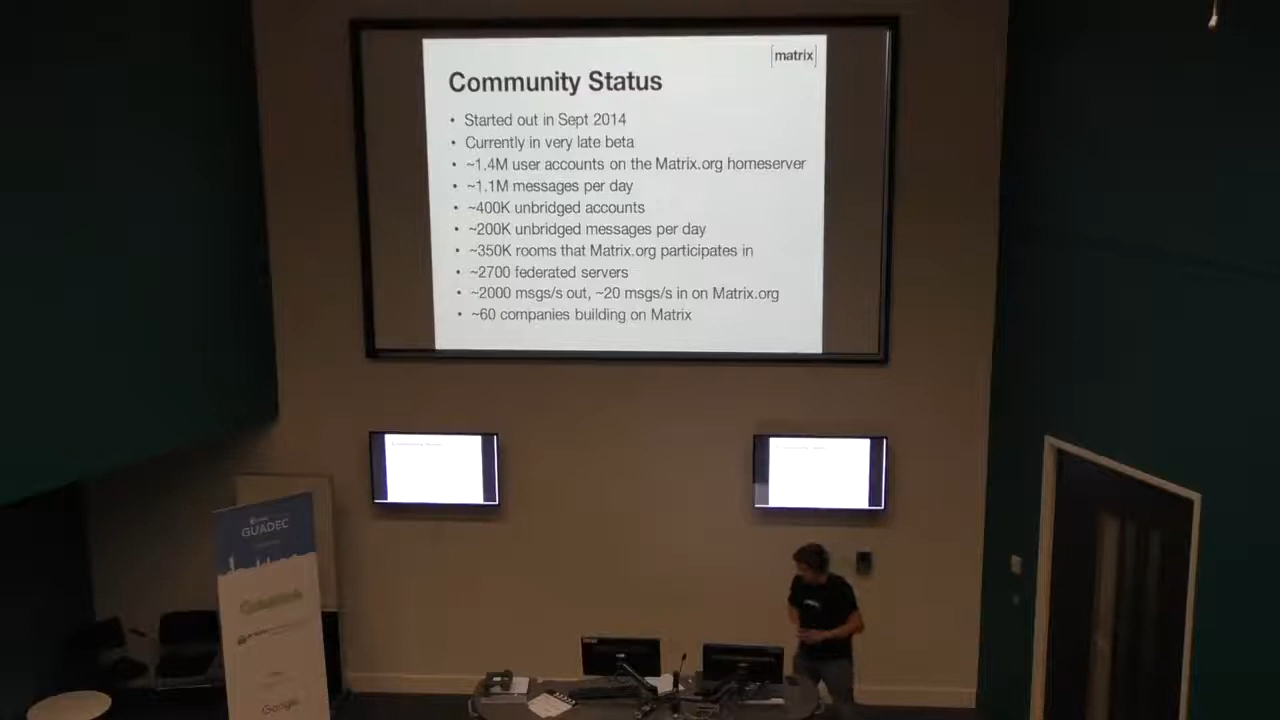 [matrix]
Community Status
• Started out in Sept 2014
• Currently in very late beta
• ~1.4M user accounts on the Matrix.org homeserver
• ~1.1M messages per day
• ~400K unbridged accounts
• ~200K unbridged messages per day
• ~350K rooms that Matrix.org participates in
• ~2700 federated servers
• ~2000 msgs/s out, ~20 msgs/s in on Matrix.org
• ~60 companies building on Matrix
GUADEC
Google